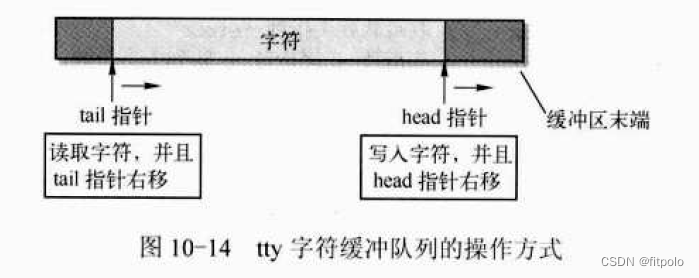 字符
tail 指针
head 指针
缓冲区末端
读取字符，并且
tail 指针右移
写入字符，并且
head 指针右移
图 10-14 tty 字符缓冲队列的操作方式
CSDN @fitpolo